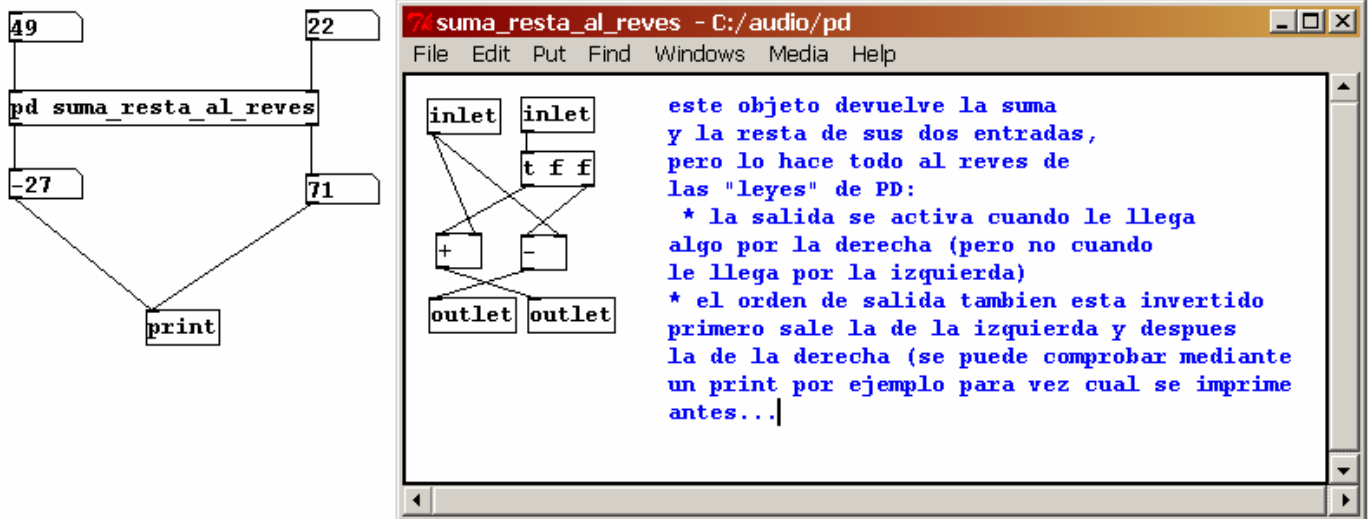 49
22
pd suma_resta_al_reves
-27
71
print
suma_resta_al_reves - C:/audio/pd
File Edit Put Find Windows Media Help
inlet
inlet
t f f
+
-
outlet
outlet
este objeto devuelve la suma
y la resta de sus dos entradas,
pero lo hace todo al reves de
las "leyes" de PD:
* la salida se activa cuando le llega
algo por la derecha (pero no cuando
le llega por la izquierda)
* el orden de salida tambien esta invertido
primero sale la de la izquierda y despues
la de la derecha (se puede comprobar mediante
un print por ejemplo para vez cual se imprime
antes...